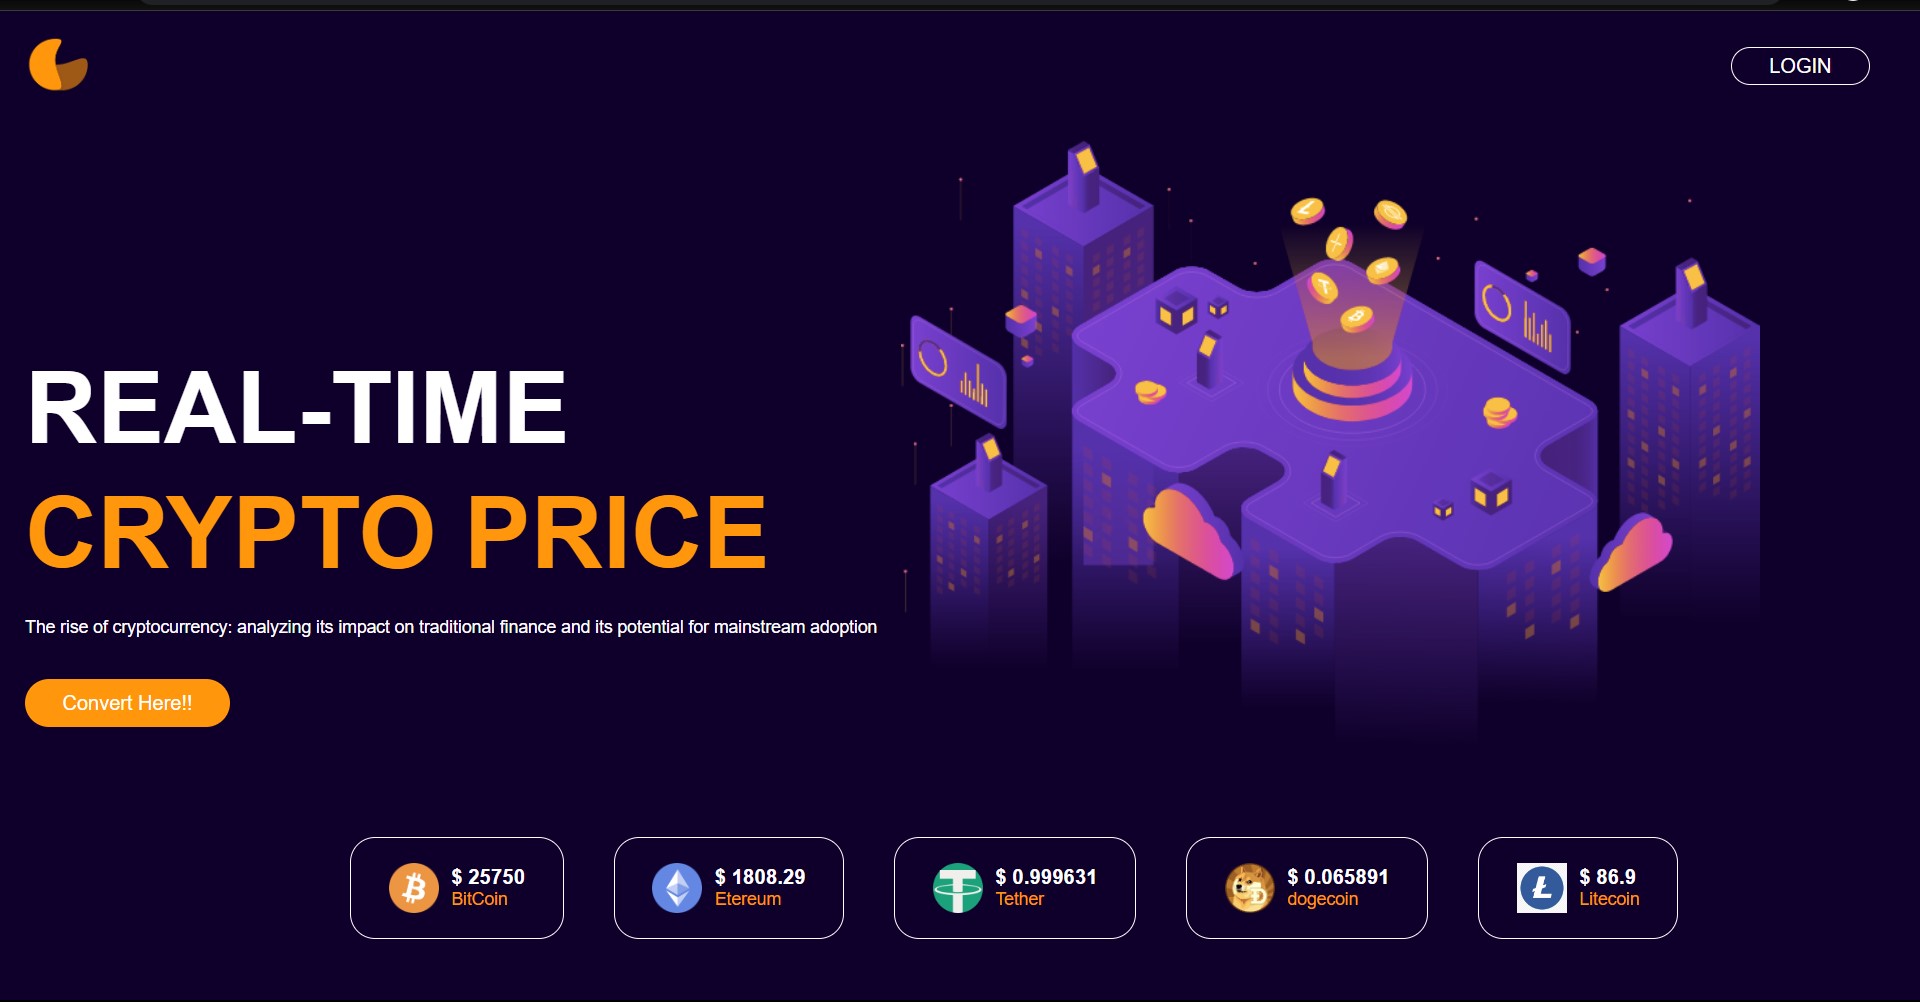 LOGIN
REAL-TIME
CRYPTO PRICE
The rise of cryptocurrency: analyzing its impact on traditional finance and its potential for mainstream adoption
Convert Here!!
$ 25750
BitCoin
$ 1808.29
Etereum
$ 0.999631
Tether
$ 0.065891
dogecoin
$ 86.9
Litecoin